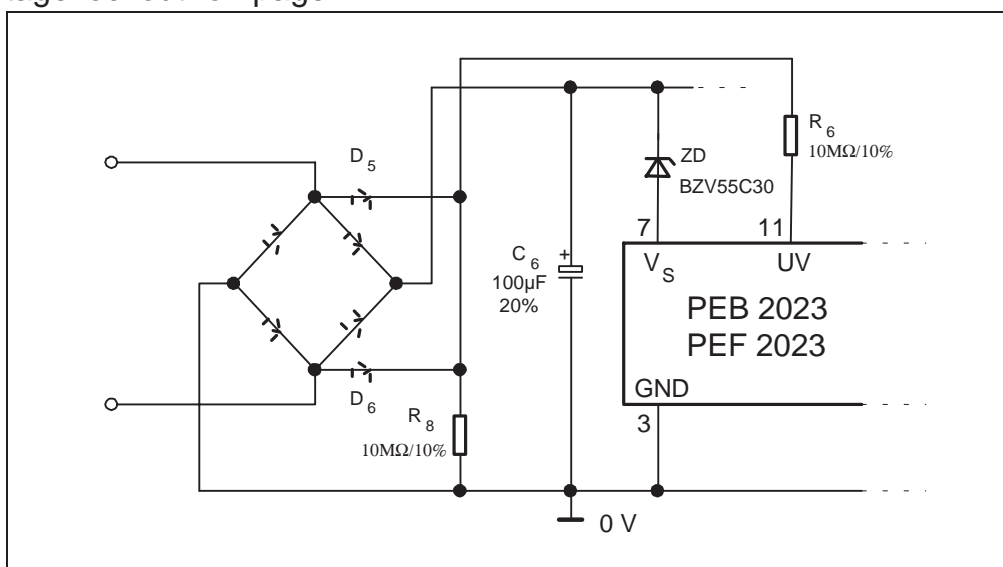 D5
R6
10MΩ/10%
ZD
BZV55C30
7
11
C6
+
100µF
20%
VS
UV
PEB 2023
PEF 2023
GND
D6
R8
3
10MΩ/10%
0 V